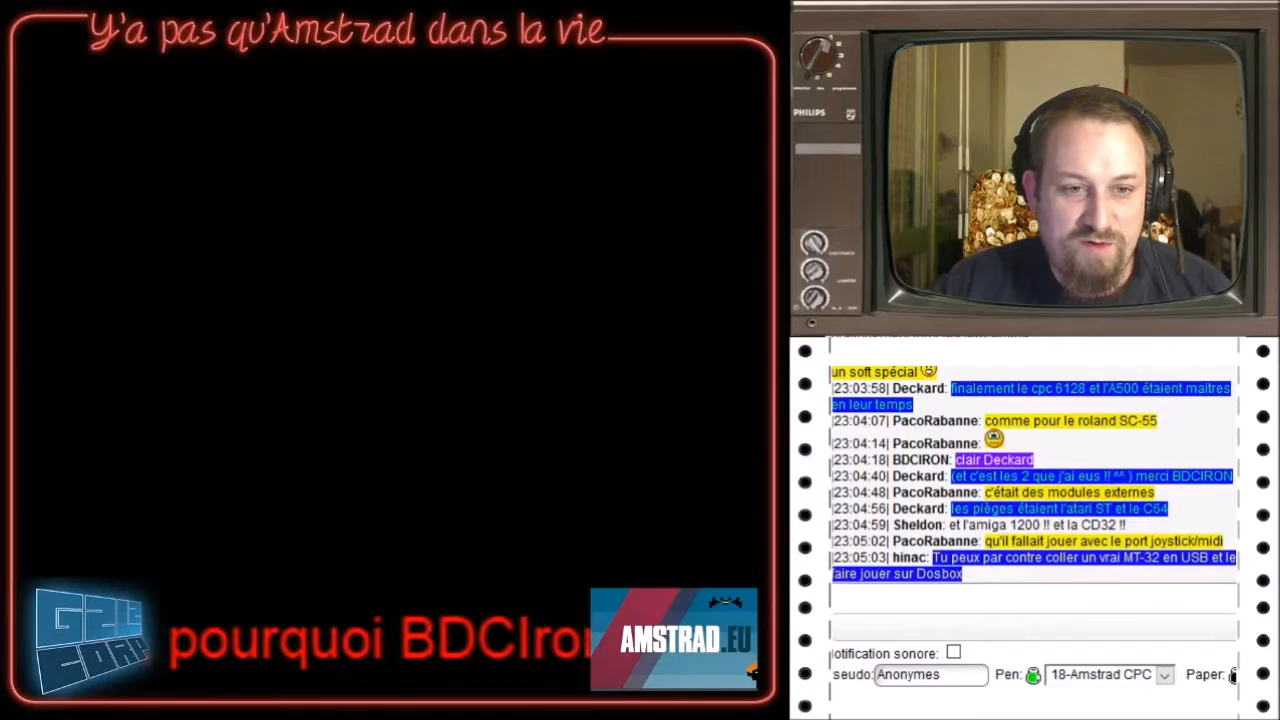 Y'a pas qu'Amstrad dans la vie
PHILIPS
un soft spécial
|23:03:58| Deckard: finalement le cpc 6128 et l'A500 étaient maitres
en leur temps
|23:04:07| PacoRabanne: comme pour le roland SC-55
|23:04:14| PacoRabanne:
|23:04:18| BDCIRON: clair Deckard
|23:04:40| Deckard: (et c'est les 2 que j'ai eus !! ^^ ) merci BDCIRON
|23:04:48| PacoRabanne: c'était des modules externes
|23:04:56| Deckard: les pièges étaient l'atari ST et le C64
|23:04:59| Sheldon: et l'amiga 1200 !! et la CD32 !!
|23:05:02| PacoRabanne: qu'il fallait jouer avec le port joystick/midi
|23:05:03| hinac: Tu peux par contre coller un vrai MT-32 en USB et le
faire jouer sur Dosbox
otification sonore:
seudo: Anonymes Pen: 18-Amstrad CPC Paper:
G2L2
CORP
pourquoi BDCIron
AMSTRAD.EU